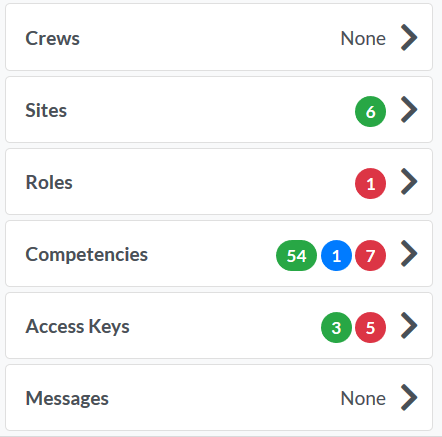 Crews None
Sites 6
Roles 1
Competencies 54 1 7
Access Keys 3 5
Messages None